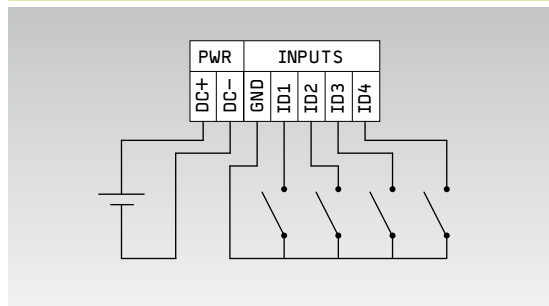 PWR INPUTS
DC+ DC- GND ID1 ID2 ID3 ID4